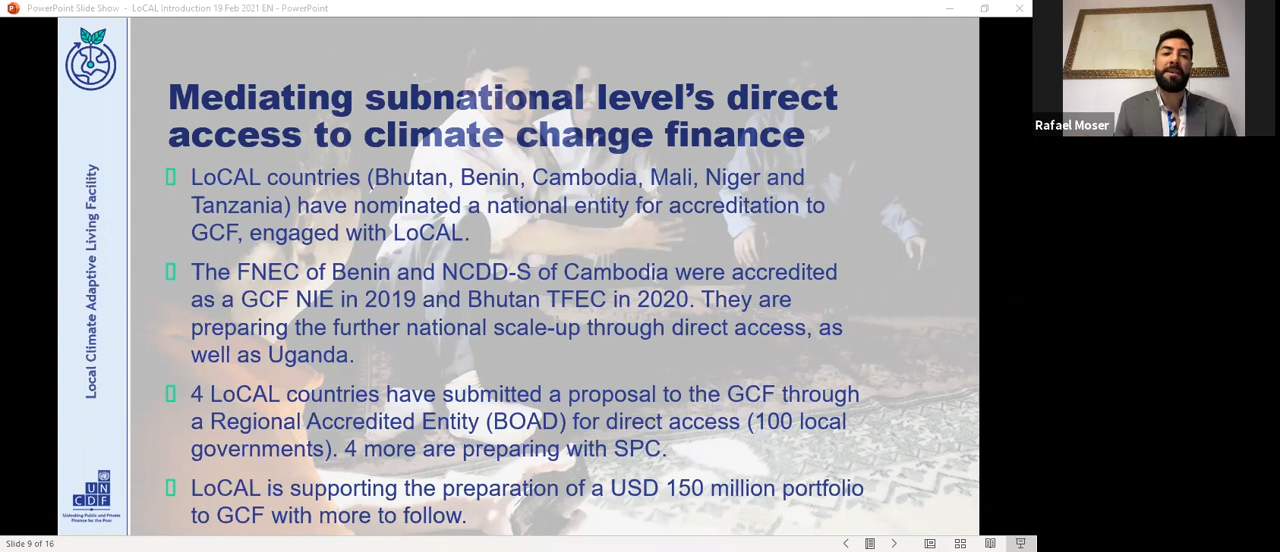 PowerPoint Slide Show - LoCAL Introduction 19 Feb 2021 EN - PowerPoint
Local Climate Adaptive Living Facility
Mediating subnational level’s direct
access to climate change finance
LoCAL countries (Bhutan, Benin, Cambodia, Mali, Niger and
Tanzania) have nominated a national entity for accreditation to
GCF, engaged with LoCAL.
The FNEC of Benin and NCDD-S of Cambodia were accredited
as a GCF NIE in 2019 and Bhutan TFEC in 2020. They are
preparing the further national scale-up through direct access, as
well as Uganda.
4 LoCAL countries have submitted a proposal to the GCF through
a Regional Accredited Entity (BOAD) for direct access (100 local
governments). 4 more are preparing with SPC.
LoCAL is supporting the preparation of a USD 150 million portfolio
to GCF with more to follow.
UN
CDF
Unlocking Public and Private
Finance for the Poor
Slide 9 of 16
Rafael Moser